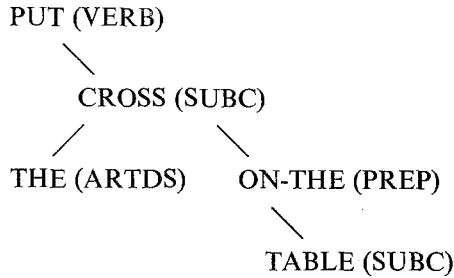 PUT (VERB)
CROSS (SUBC)
THE (ARTDS) ON-THE (PREP)
TABLE (SUBC)